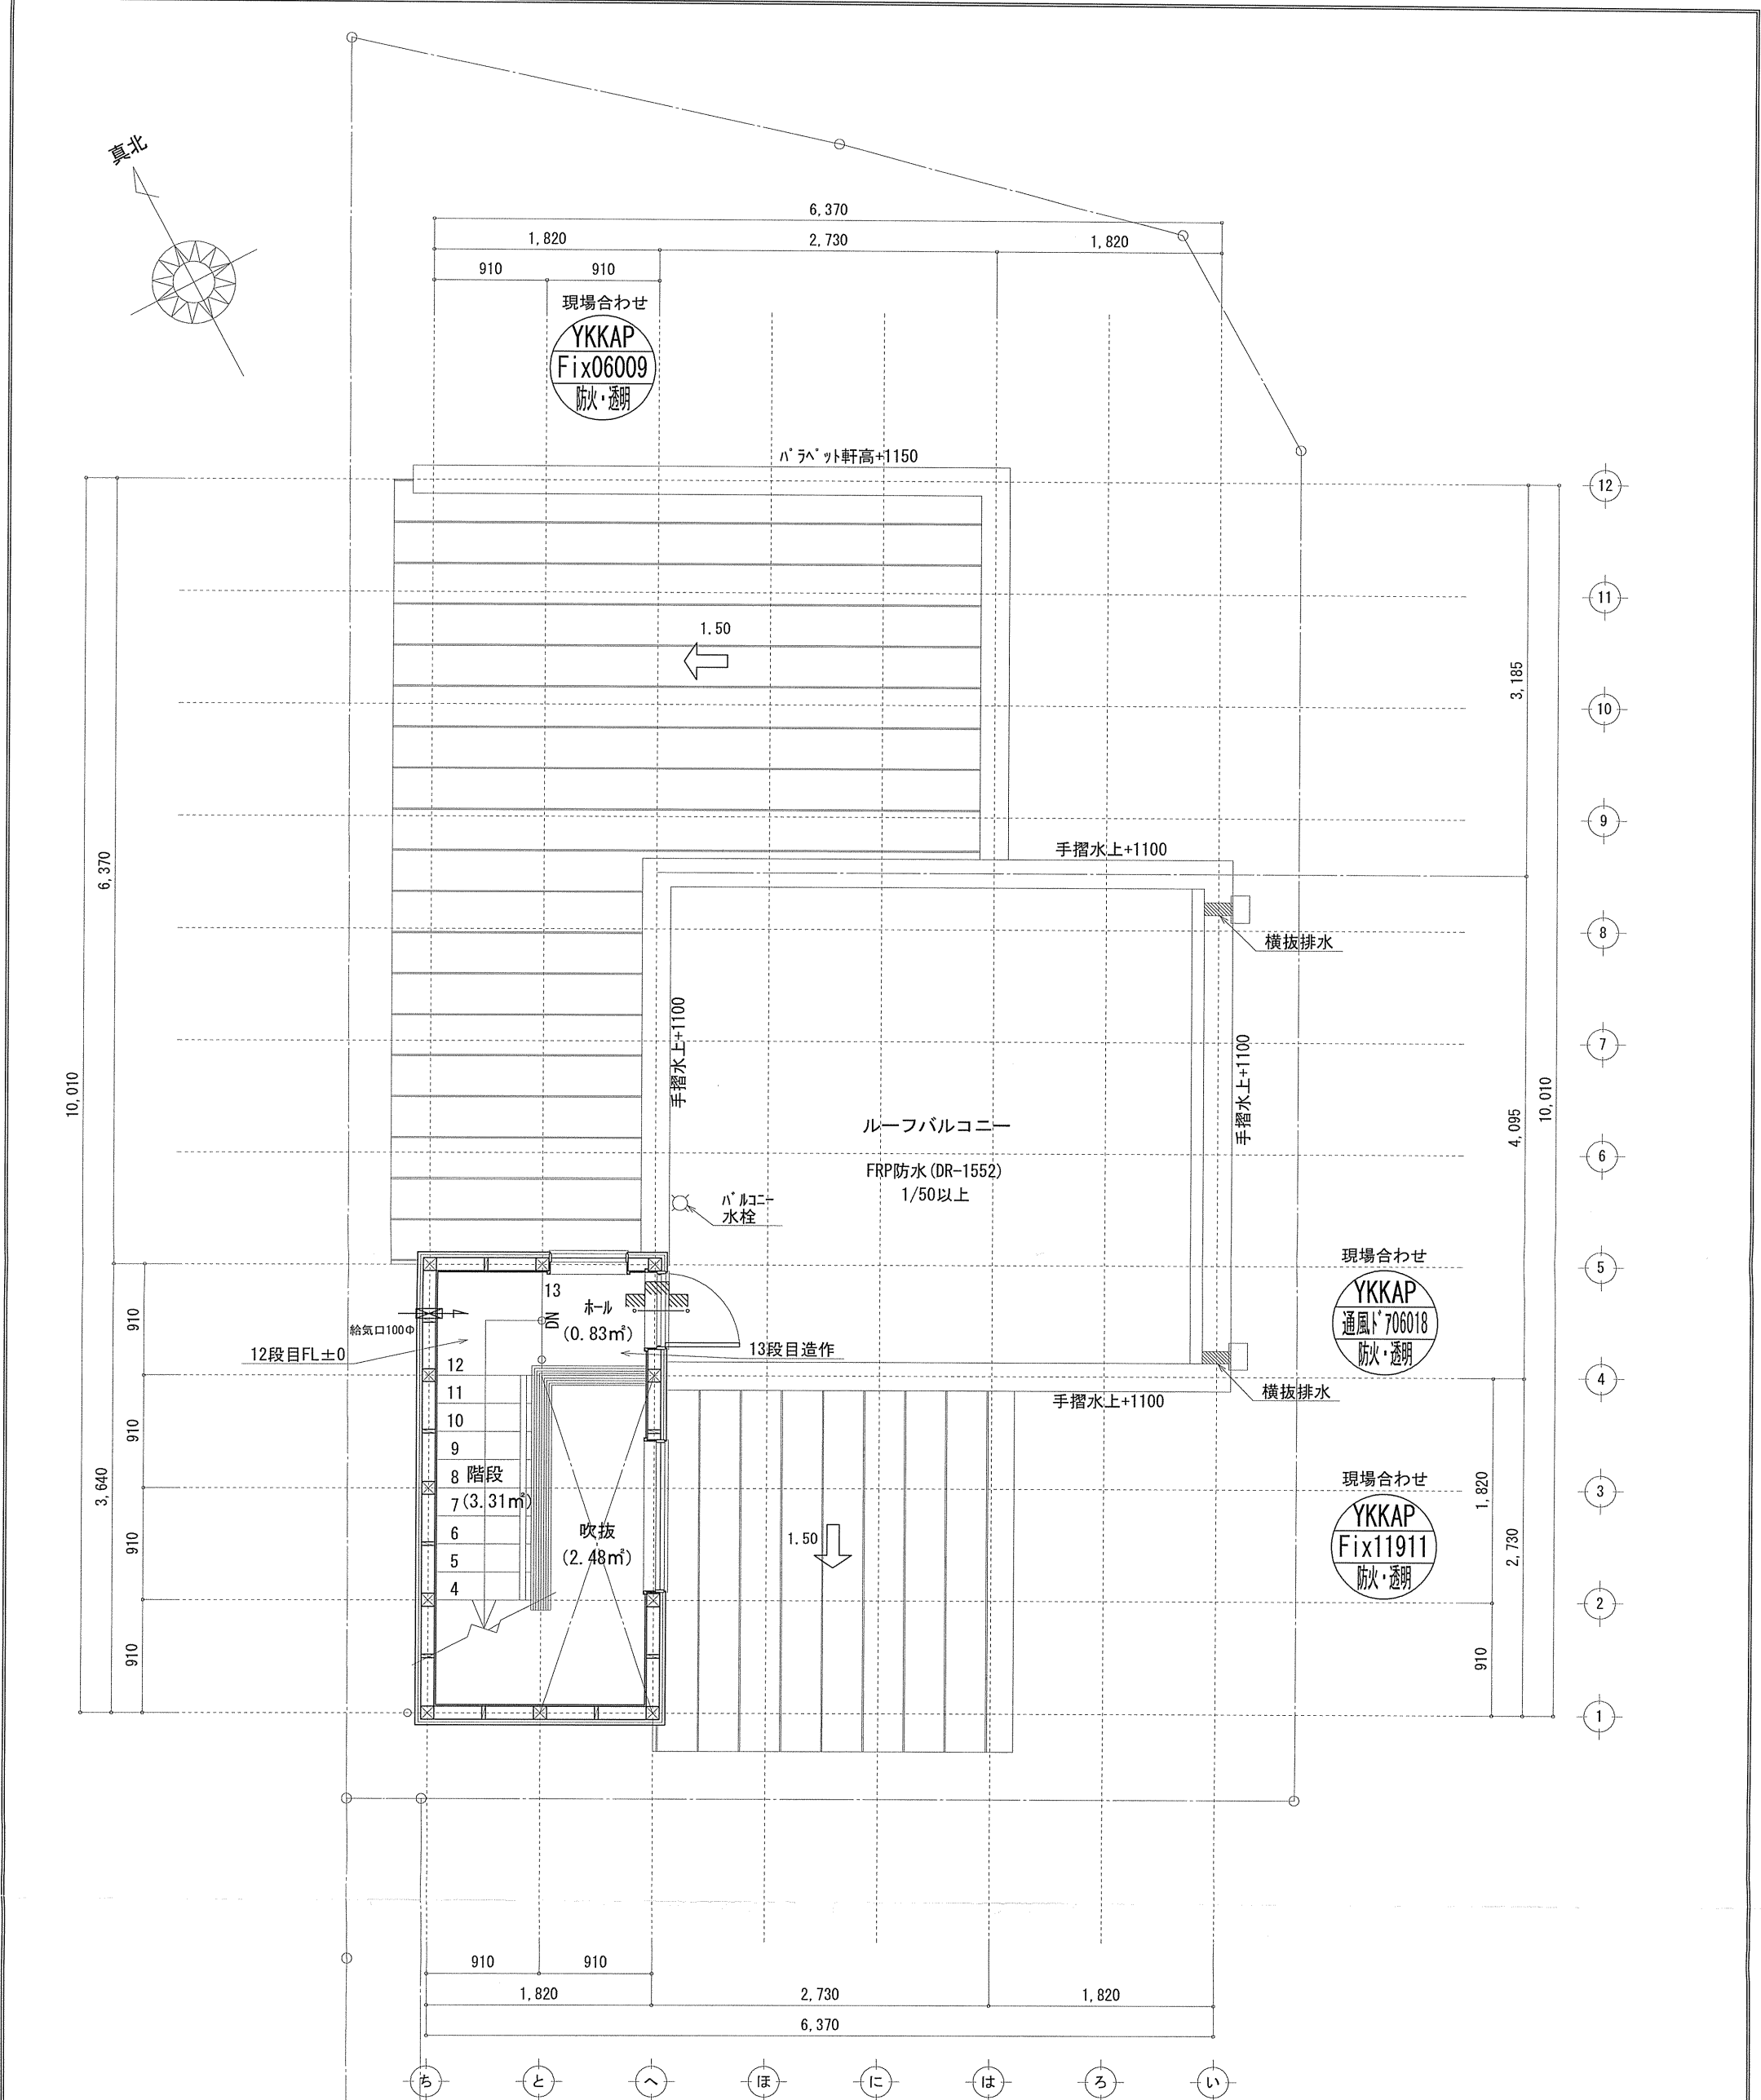 真北
6,370
1,820
2,730
1,820
910
910
現場合わせ
YKKAP
Fix06009
防火・透明
ﾊﾟﾗﾍﾟｯﾄ軒高+1150
12
11
1.50
3,185
10
9
手摺水上+1100
6,370
横抜排水
8
手摺水上+1100
手摺水上+1100
7
10,010
4,095
10,010
ルーフバルコニー
FRP防水(DR-1552)
1/50以上
6
ﾊﾞﾙｺﾆｰ
水栓
5
現場合わせ
YKKAP
通風ﾄﾞｱ06018
防火・透明
13
DN
ﾎｰﾙ
(0.83㎡)
910
給気口100Φ
12段目FL±0
13段目造作
4
手摺水上+1100
横抜排水
12
11
10
9
8
7
6
5
4
階段
(3.31㎡)
吹抜
(2.48㎡)
910
3,640
910
910
1.50
現場合わせ
YKKAP
Fix11911
防火・透明
1,820
2,730
3
2
910
1
910
910
1,820
2,730
1,820
6,370
ち
と
へ
ほ
に
は
ろ
い